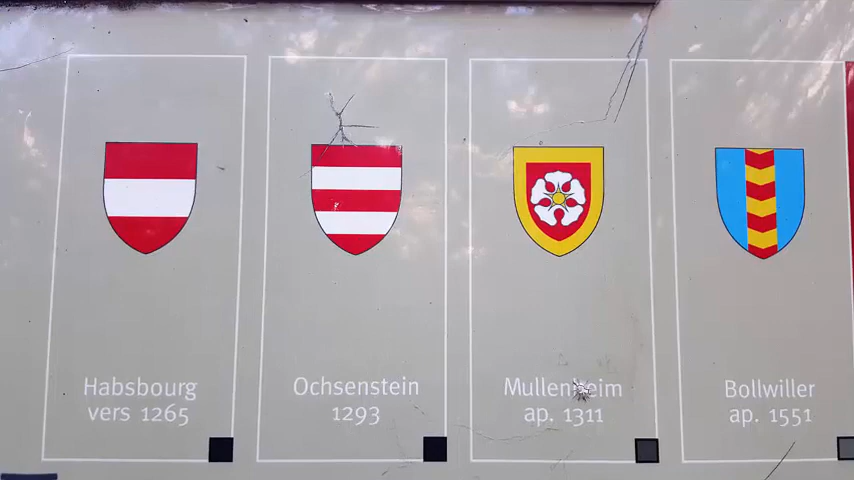 Habsbourg
vers 1265
Ochsenstein
1293
Mullenheim
ap. 1311
Bollwiller
ap. 1551